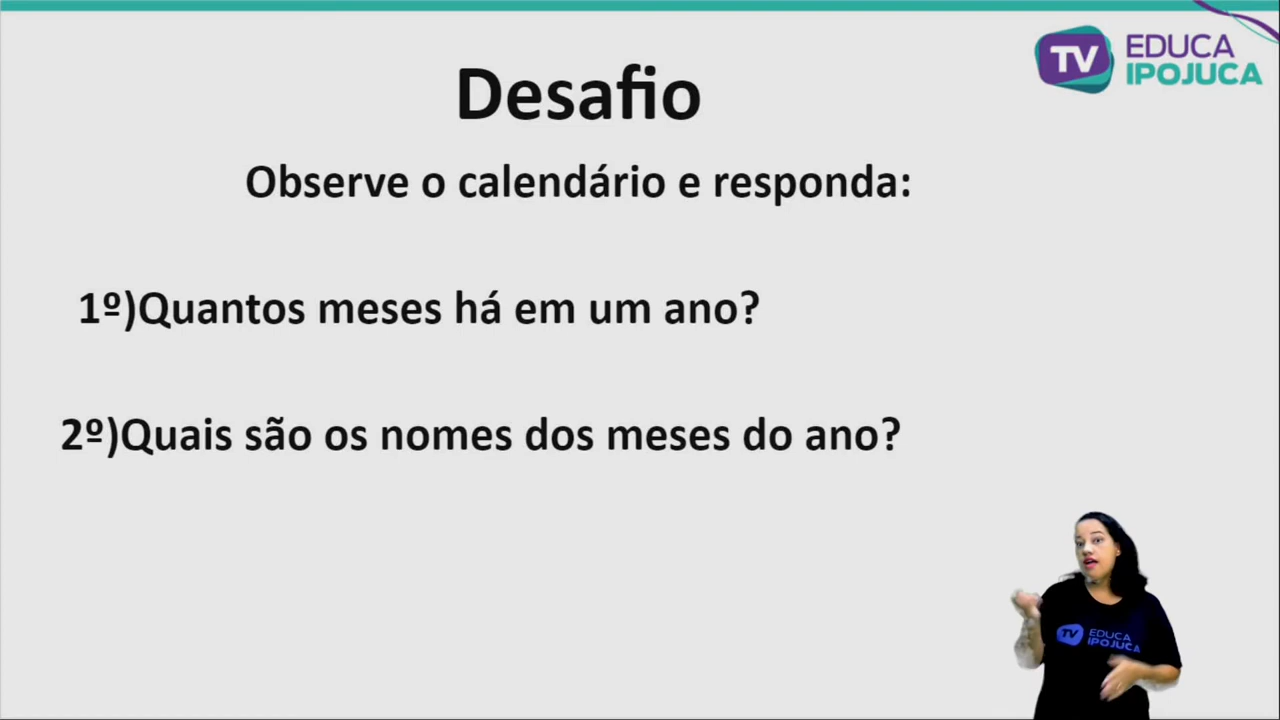 TV EDUCA
IPOJUCA
Desafio
Observe o calendário e responda:
1º)Quantos meses há em um ano?
2º)Quais são os nomes dos meses do ano?
TV EDUCA
IPOJUCA